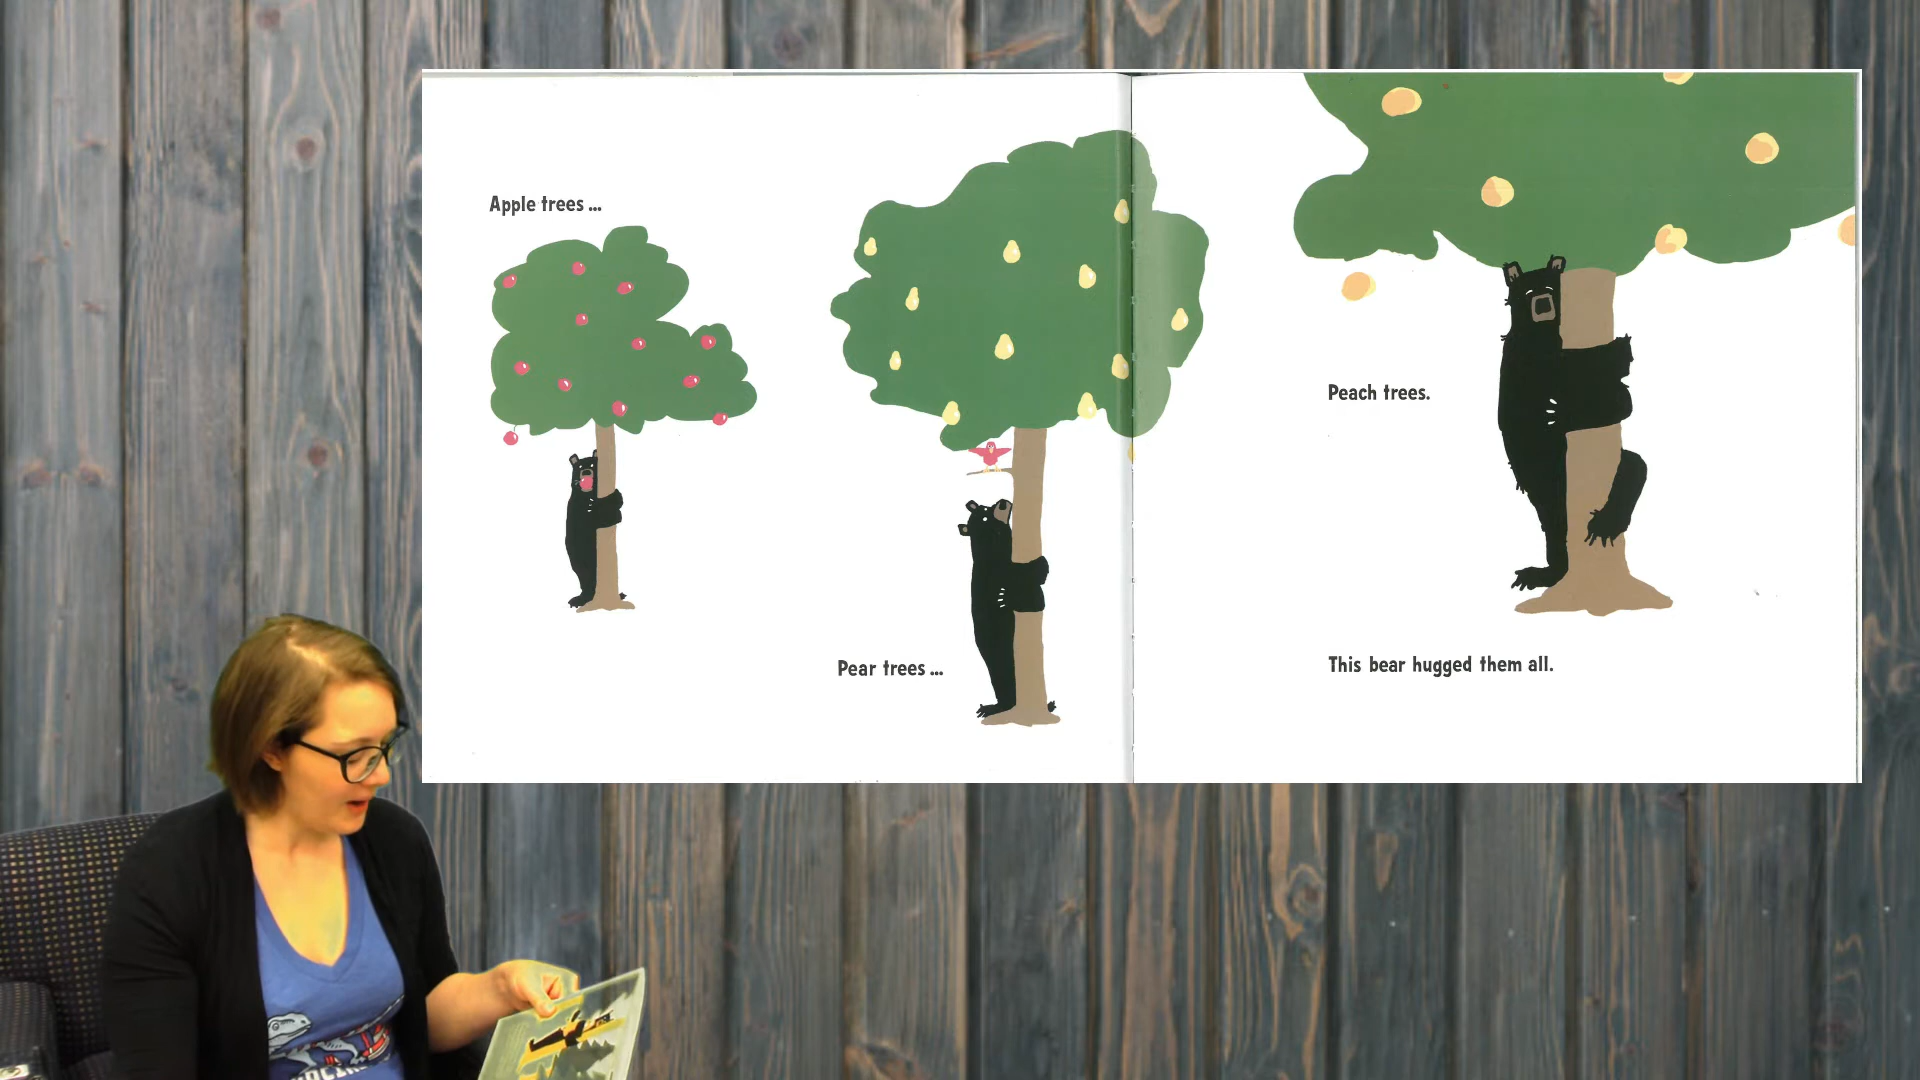 Apple trees ...
Pear trees ...
Peach trees.
This bear hugged them all.